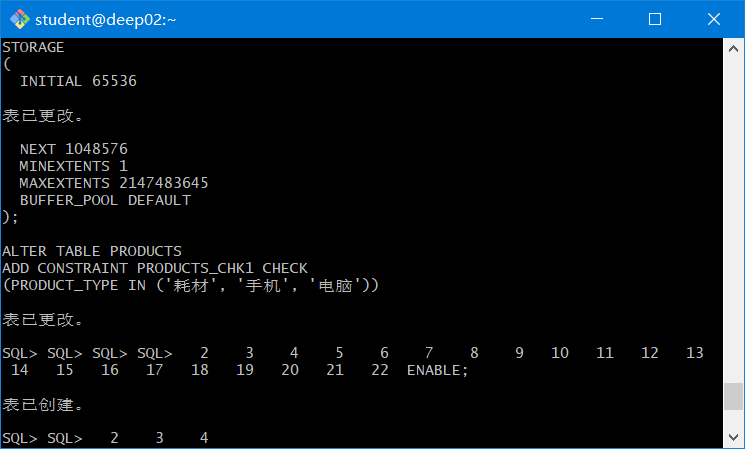 student@deep02:~
STORAGE
(
  INITIAL 65536
表已更改。
  NEXT 1048576
  MINEXTENTS 1
  MAXEXTENTS 2147483645
  BUFFER_POOL DEFAULT
);
ALTER TABLE PRODUCTS
ADD CONSTRAINT PRODUCTS_CHK1 CHECK
(PRODUCT_TYPE IN ('耗材', '手机', '电脑'))
表已更改。
SQL> SQL> SQL> SQL>   2    3    4    5    6    7    8    9   10   11   12   13
 14   15   16   17   18   19   20   21   22  ENABLE;
表已创建。
SQL> SQL>   2    3    4